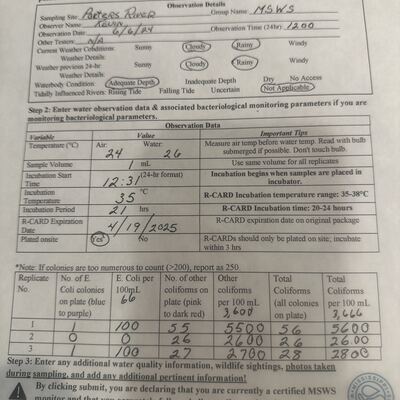 Observation Details
Sampling Site: Porters River Group Name: MSWS
Observer Name Kevin
Observation Date: 6/6/24 Observation Time (24hr) 1200
Other Testers: N/A
Current Weather Conditions: Sunny Cloudy Rainy Windy
Weather Details:
Weather previous 24-hr Sunny Cloudy Rainy Windy
Weather Details:
Waterbody Condition: Adequate Depth Inadequate Depth Dry No Access
Tidally Influenced Rivers: Rising Tide Falling Tide Uncertain Not Applicable
Step 2: Enter water observation data & associated bacteriological monitoring parameters if you are
monitoring bacteriological parameters.
Observation Data
Variable Value Important Tips
Temperature (°C) Air: 24 Water: 26 Measure air temp before water temp. Read with bulb
submerged if possible. Don't touch bulb.
Sample Volume 1 mL Use same volume for all replicates
Incubation Start Time 12:31 (24-hr format) Incubation begins when samples are placed in
incubator.
Incubation Temperature 35 °C R-CARD Incubation temperature range: 35-38°C
Incubation Period 21 hrs R-CARD Incubation time: 20-24 hours
R-CARD Expiration Date 4/19/2025 R-CARD expiration date on original package
Plated onsite Yes No R-CARDs should only be plated on site; incubate
within 3 hrs
*Note: If colonies are too numerous to count (>200), report as 250.
Replicate No. No. of E. Coli colonies on plate (blue to purple) E. Coli per 100mL 66 No. of other coliforms on plate (pink to dark red) Other coliforms per 100 mL 3,600 Total Coliforms (all colonies on plate) Total Coliforms per 100 mL 3,666
1 1 100 55 5500 56 5600
2 0 0 26 2600 26 2600
3 1 100 27 2700 28 2800
Step 3: Enter any additional water quality information, wildlife sightings, photos taken
during sampling, and add any additional pertinent information!
By clicking submit, you are declaring that you are currently a certified MSWS